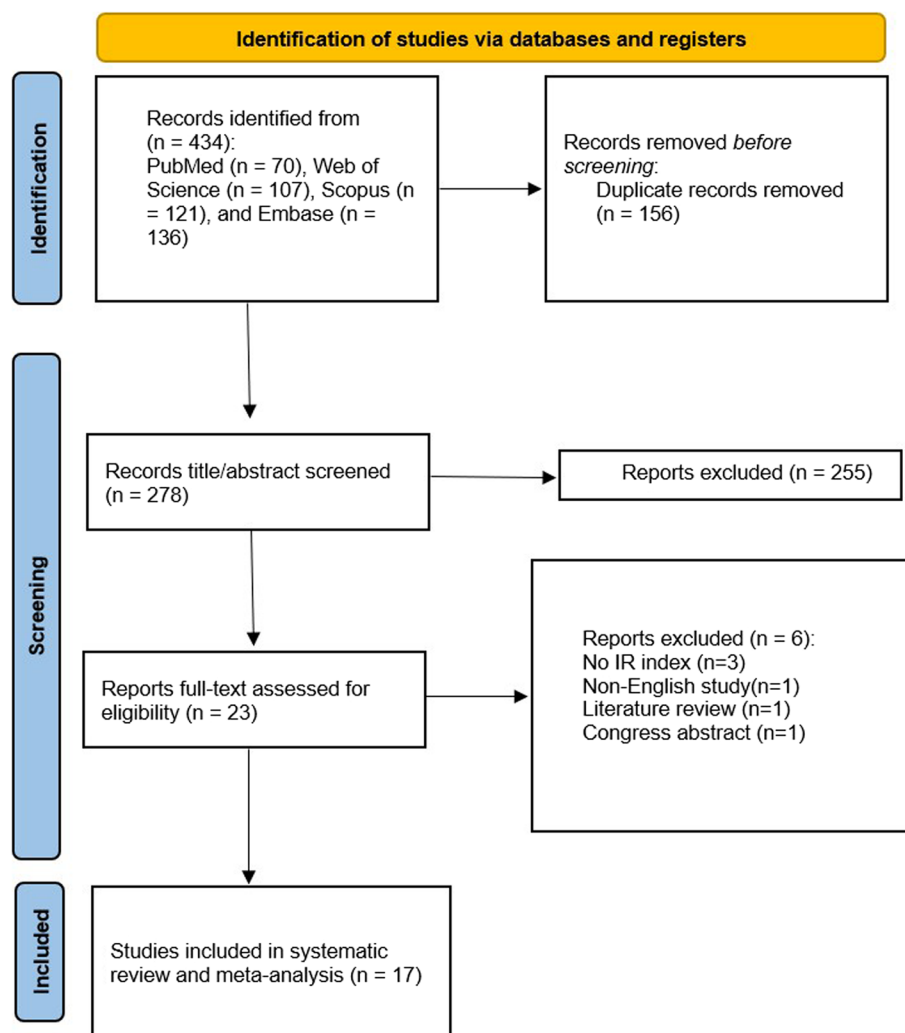 Identification of studies via databases and registers
Identification
Records identified from
(n = 434):
PubMed (n = 70), Web of
Science (n = 107), Scopus (n
= 121), and Embase (n =
136)
Records removed before
screening:
Duplicate records removed
(n = 156)
Screening
Records title/abstract screened
(n = 278)
Reports excluded (n = 255)
Reports full-text assessed for
eligibility (n = 23)
Reports excluded (n = 6):
No IR index (n=3)
Non-English study(n=1)
Literature review (n=1)
Congress abstract (n=1)
Included
Studies included in systematic
review and meta-analysis (n = 17)